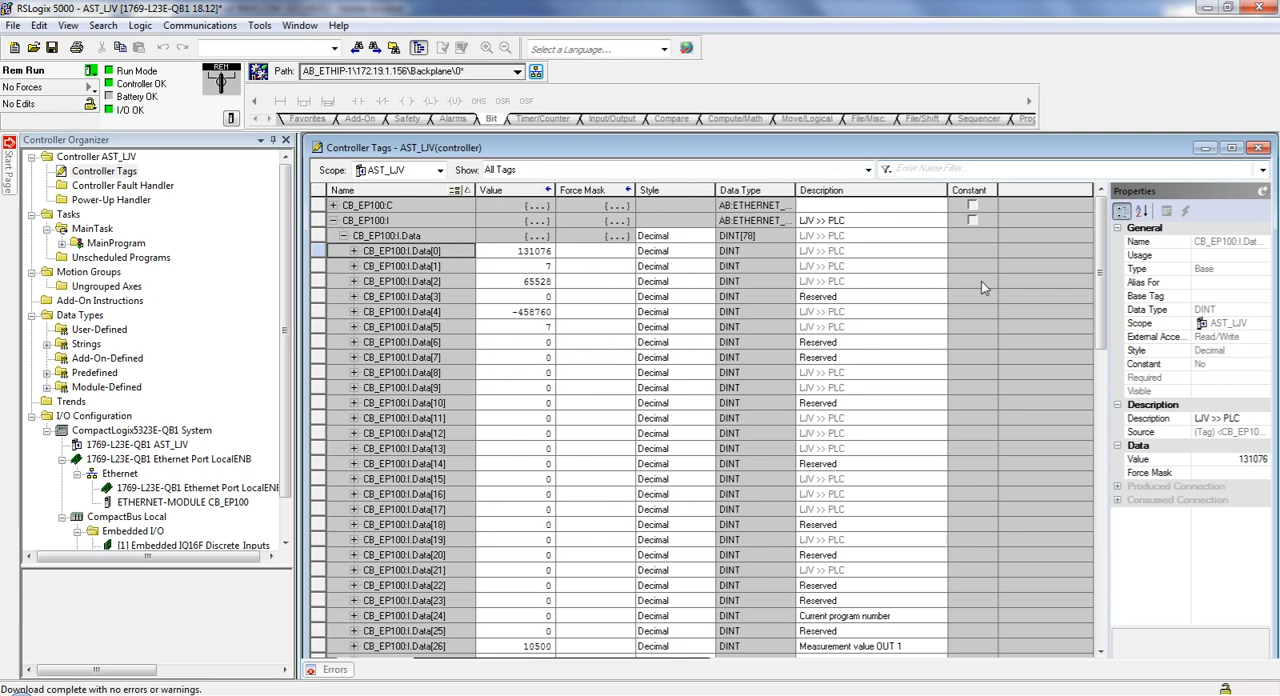 RSLogix 5000 - AST_LJV [1769-L23E-QB1 18.12]*
File Edit View Search Logic Communications Tools Window Help
Select a Language...
Rem Run Run Mode REM Path: AB_ETHIP-1\172.19.1.156\Backplane\0*
No Forces Controller OK
Battery OK
No Edits I/O OK
Favorites Add-On Safety Alarms Bit Timer/Counter Input/Output Compare Compute/Math Move/Logical File/Misc. File/Shift Sequencer Prog
Start Page
Controller Organizer
Controller AST_LJV
Controller Tags
Controller Fault Handler
Power-Up Handler
Tasks
MainTask
MainProgram
Unscheduled Programs
Motion Groups
Ungrouped Axes
Add-On Instructions
Data Types
User-Defined
Strings
Add-On-Defined
Predefined
Module-Defined
Trends
I/O Configuration
CompactLogix5323E-QB1 System
1769-L23E-QB1 AST_LJV
1769-L23E-QB1 Ethernet Port LocalENB
Ethernet
1769-L23E-QB1 Ethernet Port LocalENB
ETHERNET-MODULE CB_EP100
CompactBus Local
Embedded I/O
[1] Embedded IQ16F Discrete Inputs
Controller Tags - AST_LJV(controller)
Scope: AST_LJV Show: All Tags Enter Name Filter...
Name Value Force Mask Style Data Type Description Constant
CB_EP100:C {...} {...} AB:ETHERNET_...
CB_EP100:I {...} {...} AB:ETHERNET_... LJV >> PLC
CB_EP100:I.Data {...} {...} Decimal DINT[78] LJV >> PLC
CB_EP100:I.Data[0] 131076 Decimal DINT LJV >> PLC
CB_EP100:I.Data[1] 7 Decimal DINT LJV >> PLC
CB_EP100:I.Data[2] 65528 Decimal DINT LJV >> PLC
CB_EP100:I.Data[3] 0 Decimal DINT Reserved
CB_EP100:I.Data[4] -458760 Decimal DINT LJV >> PLC
CB_EP100:I.Data[5] 7 Decimal DINT LJV >> PLC
CB_EP100:I.Data[6] 0 Decimal DINT Reserved
CB_EP100:I.Data[7] 0 Decimal DINT Reserved
CB_EP100:I.Data[8] 0 Decimal DINT LJV >> PLC
CB_EP100:I.Data[9] 0 Decimal DINT LJV >> PLC
CB_EP100:I.Data[10] 0 Decimal DINT Reserved
CB_EP100:I.Data[11] 0 Decimal DINT LJV >> PLC
CB_EP100:I.Data[12] 0 Decimal DINT LJV >> PLC
CB_EP100:I.Data[13] 0 Decimal DINT LJV >> PLC
CB_EP100:I.Data[14] 0 Decimal DINT Reserved
CB_EP100:I.Data[15] 0 Decimal DINT LJV >> PLC
CB_EP100:I.Data[16] 0 Decimal DINT LJV >> PLC
CB_EP100:I.Data[17] 0 Decimal DINT LJV >> PLC
CB_EP100:I.Data[18] 0 Decimal DINT Reserved
CB_EP100:I.Data[19] 0 Decimal DINT LJV >> PLC
CB_EP100:I.Data[20] 0 Decimal DINT Reserved
CB_EP100:I.Data[21] 0 Decimal DINT LJV >> PLC
CB_EP100:I.Data[22] 0 Decimal DINT Reserved
CB_EP100:I.Data[23] 0 Decimal DINT Reserved
CB_EP100:I.Data[24] 0 Decimal DINT Current program number
CB_EP100:I.Data[25] 0 Decimal DINT Reserved
CB_EP100:I.Data[26] 10500 Decimal DINT Measurement value OUT 1
Properties
General
Name CB_EP100:I.Dat...
Usage
Type Base
Alias For
Base Tag
Data Type DINT
Scope AST_LJV
External Acce... Read/Write
Style Decimal
Constant No
Required
Visible
Description
Description LJV >> PLC
Source (Tag) <CB_EP10...
Data
Value 131076
Force Mask
Produced Connection
Consumed Connection
Errors
Download complete with no errors or warnings.